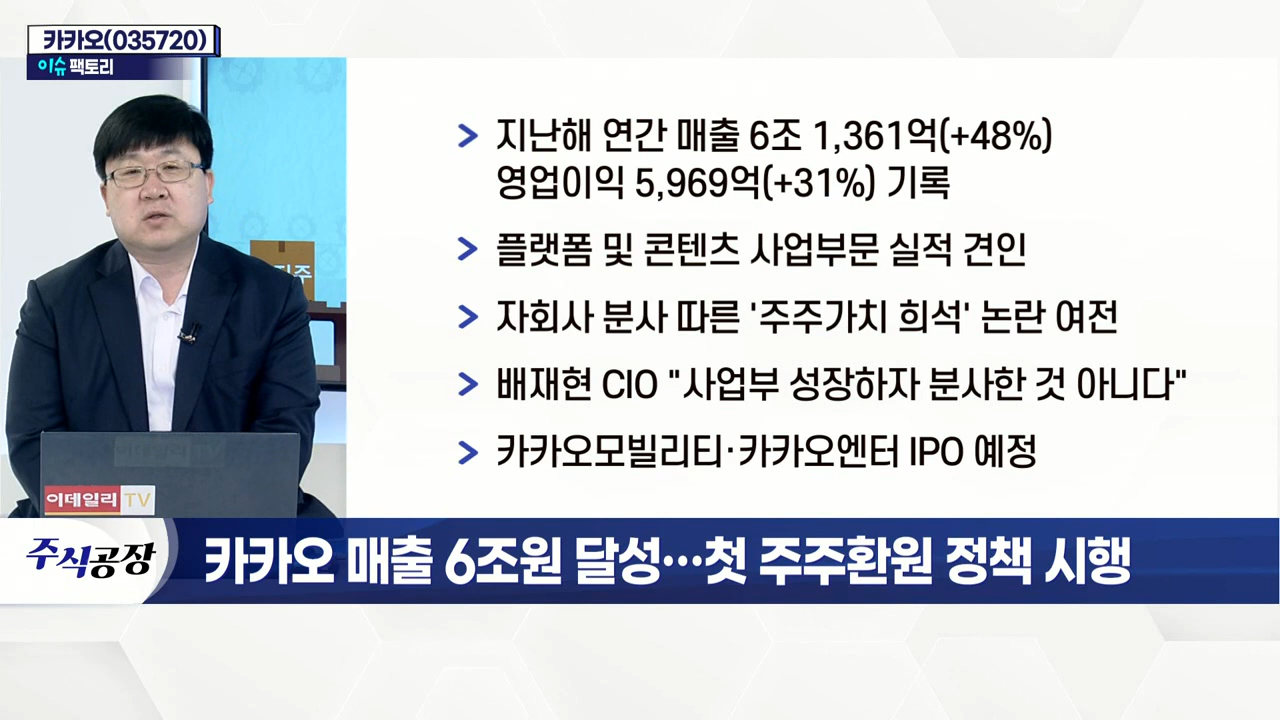 카카오(035720)
이슈 팩토리
> 지난해 연간 매출 6조 1,361억(+48%)
영업이익 5,969억(+31%) 기록
> 플랫폼 및 콘텐츠 사업부문 실적 견인
> 자회사 분사 따른 '주주가치 희석' 논란 여전
> 배재현 CIO "사업부 성장하자 분사한 것 아니다"
> 카카오모빌리티·카카오엔터 IPO 예정
이데일리 TV
주식공장
카카오 매출 6조원 달성…첫 주주환원 정책 시행